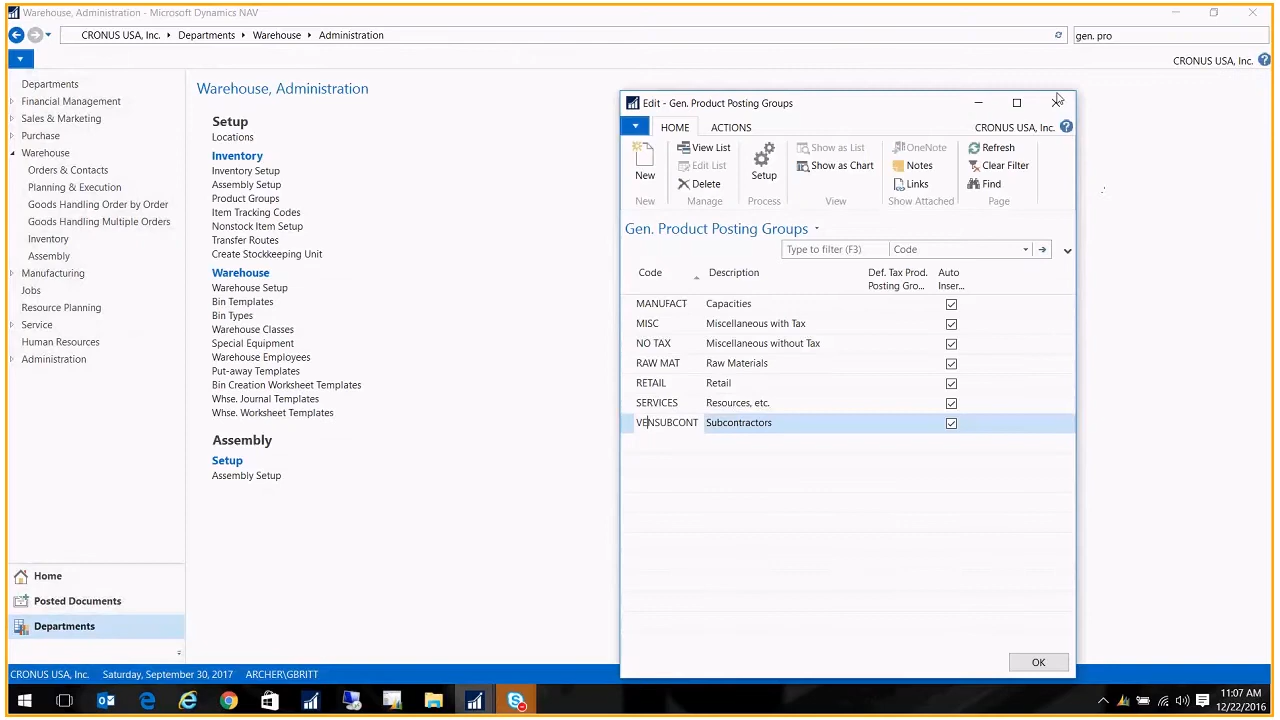 Warehouse, Administration - Microsoft Dynamics NAV
CRONUS USA, Inc. Departments Warehouse Administration
gen. pro
CRONUS USA, Inc.
Departments
Financial Management
Sales & Marketing
Purchase
Warehouse
Orders & Contacts
Planning & Execution
Goods Handling Order by Order
Goods Handling Multiple Orders
Inventory
Assembly
Manufacturing
Jobs
Resource Planning
Service
Human Resources
Administration
Home
Posted Documents
Departments
Warehouse, Administration
Setup
Locations
Inventory
Inventory Setup
Assembly Setup
Product Groups
Item Tracking Codes
Nonstock Item Setup
Transfer Routes
Create Stockkeeping Unit
Warehouse
Warehouse Setup
Bin Templates
Bin Types
Warehouse Classes
Special Equipment
Warehouse Employees
Put-away Templates
Bin Creation Worksheet Templates
Whse. Journal Templates
Whse. Worksheet Templates
Assembly
Setup
Assembly Setup
Edit - Gen. Product Posting Groups
HOME ACTIONS CRONUS USA, Inc.
New
New
View List
Edit List
Delete
Manage
Setup
Process
Show as List
Show as Chart
View
OneNote
Notes
Links
Show Attached
Refresh
Clear Filter
Find
Page
Gen. Product Posting Groups
Type to filter (F3) Code
Code Description Def. Tax Prod. Auto
Posting Gro... Inser...
MANUFACT Capacities
MISC Miscellaneous with Tax
NO TAX Miscellaneous without Tax
RAW MAT Raw Materials
RETAIL Retail
SERVICES Resources, etc.
VENSUBCONT Subcontractors
OK
CRONUS USA, Inc. Saturday, September 30, 2017 ARCHER\GBRITT
11:07 AM
12/22/2016